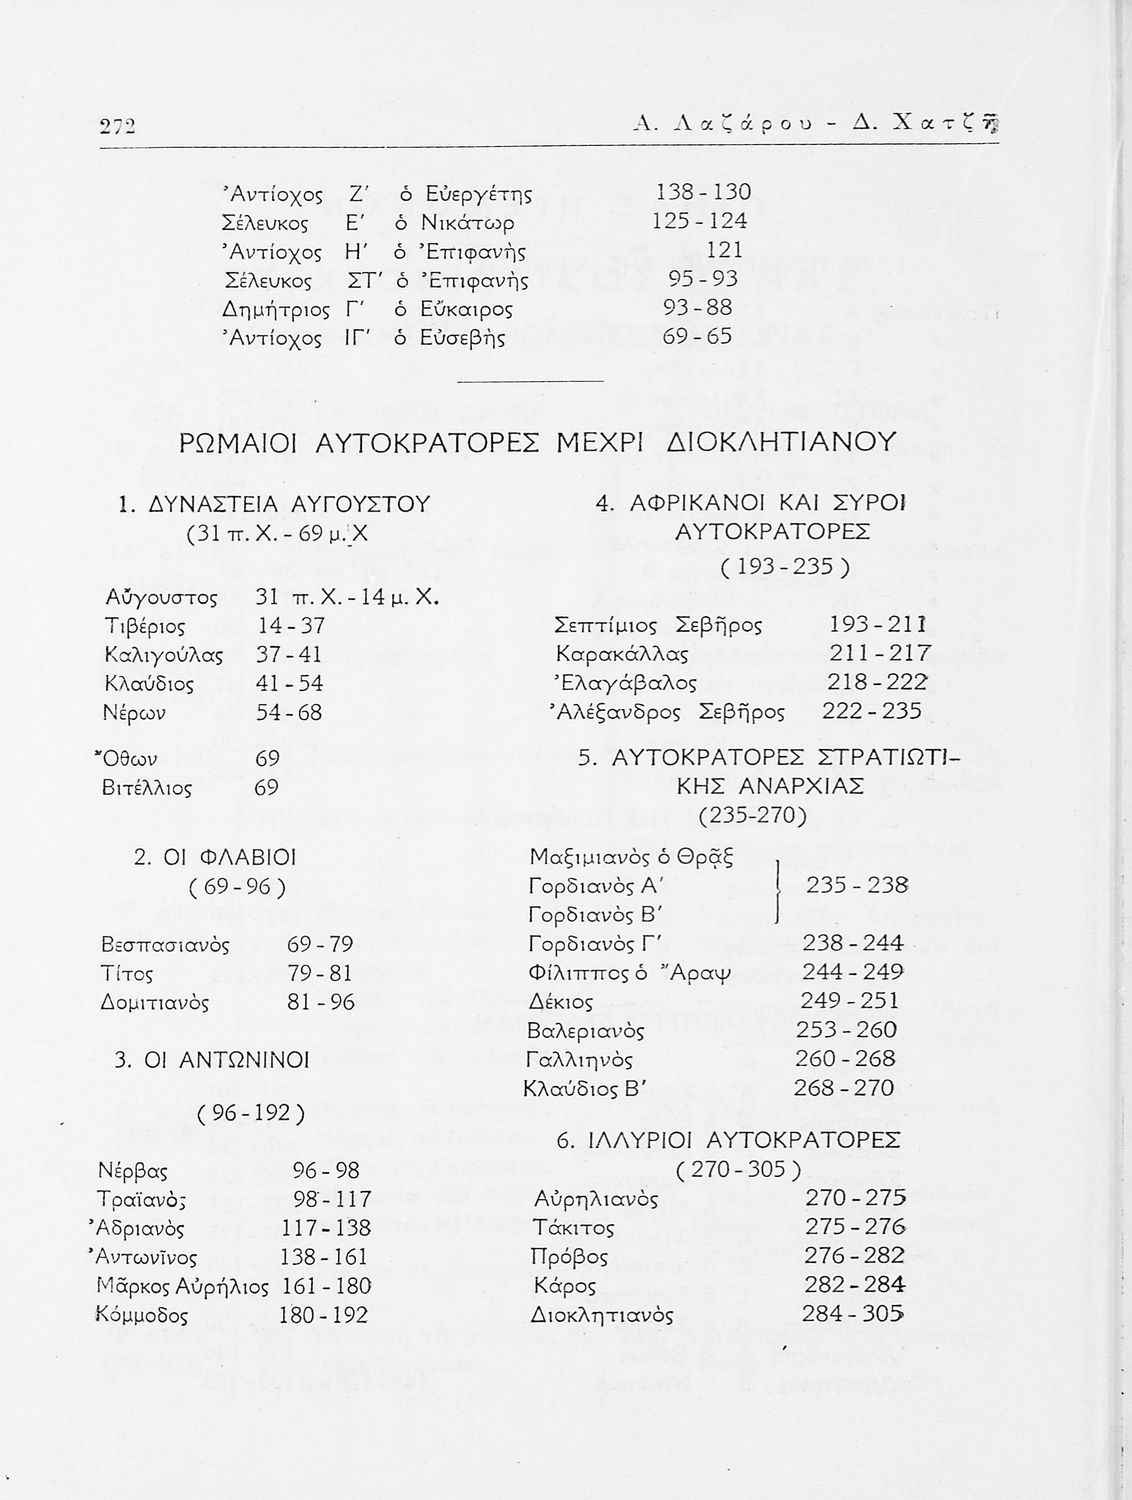 272
Α. Λαζάρου - Δ. Χατζῆ
Ἀντίοχος Ζ' ὁ Εὐεργέτης 138-130
Σέλευκος Ε' ὁ Νικάτωρ 125-124
Ἀντίοχος Η' ὁ Ἐπιφανὴς 121
Σέλευκος ΣΤ' ὁ Ἐπιφανὴς 95-93
Δημήτριος Γ' ὁ Εὔκαιρος 93-88
Ἀντίοχος ΙΓ' ὁ Εὐσεβὴς 69-65
ΡΩΜΑΙΟΙ ΑΥΤΟΚΡΑΤΟΡΕΣ ΜΕΧΡΙ ΔΙΟΚΛΗΤΙΑΝΟΥ
1. ΔΥΝΑΣΤΕΙΑ ΑΥΓΟΥΣΤΟΥ
(31 π.Χ. - 69 μ.Χ
Αὔγουστος 31 π.Χ. - 14 μ.Χ.
Τιβέριος 14-37
Καλιγούλας 37-41
Κλαύδιος 41-54
Νέρων 54-68
Ὄθων 69
Βιτέλλιος 69
2. ΟΙ ΦΛΑΒΙΟΙ
(69-96)
Βεσπασιανὸς 69-79
Τίτος 79-81
Δομιτιανὸς 81-96
3. ΟΙ ΑΝΤΩΝΙΝΟΙ
(96-192)
Νέρβας 96-98
Τραϊανὸς 98-117
Ἀδριανὸς 117-138
Ἀντωνῖνος 138-161
Μᾶρκος Αὐρήλιος 161-180
Κόμμοδος 180-192
4. ΑΦΡΙΚΑΝΟΙ ΚΑΙ ΣΥΡΟΙ
ΑΥΤΟΚΡΑΤΟΡΕΣ
(193-235)
Σεπτίμιος Σεβῆρος 193-211
Καρακάλλας 211-217
Ἐλαγάβαλος 218-222
Ἀλέξανδρος Σεβῆρος 222-235
5. ΑΥΤΟΚΡΑΤΟΡΕΣ ΣΤΡΑΤΙΩΤΙ-
ΚΗΣ ΑΝΑΡΧΙΑΣ
(235-270)
Μαξιμιανὸς ὁ Θρᾷξ
Γορδιανὸς Α' 235-238
Γορδιανὸς Β'
Γορδιανὸς Γ' 238-244
Φίλιππος ὁ Ἄραψ 244-249
Δέκιος 249-251
Βαλεριανὸς 253-260
Γαλλιηνὸς 260-268
Κλαύδιος Β' 268-270
6. ΙΛΛΥΡΙΟΙ ΑΥΤΟΚΡΑΤΟΡΕΣ
(270-305)
Αὐρηλιανὸς 270-275
Τάκιτος 275-276
Πρόβος 276-282
Κάρος 282-284
Διοκλητιανὸς 284-305